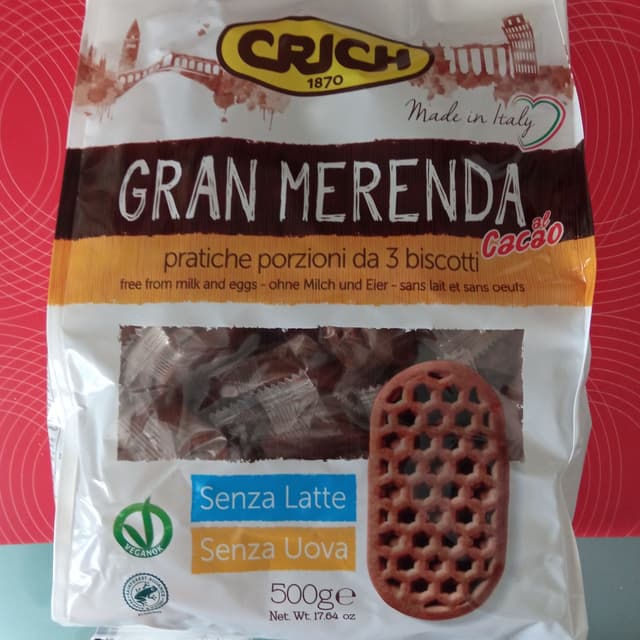 CRICH
1870
Made in Italy
GRAN MERENDA
al
Cacao
pratiche porzioni da 3 biscotti
free from milk and eggs - ohne Milch und Eier - sans lait et sans oeufs
Senza Latte
Senza Uova
VEGANOK
500g℮
Net. Wt. 17.64 oz